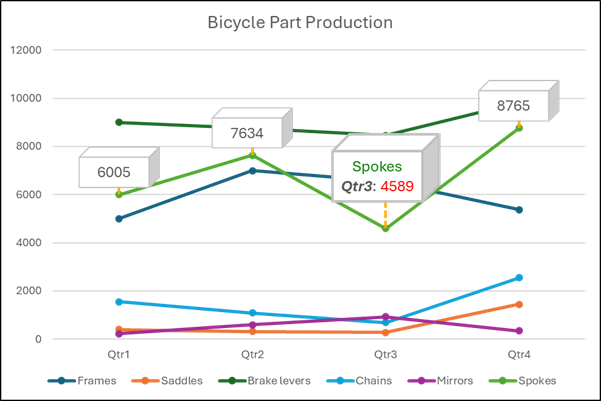 Bicycle Part Production
12000
10000
8000
6000
4000
2000
0
6005
7634
Spokes
Qtr3: 4589
8765
Qtr1 Qtr2 Qtr3 Qtr4
Frames Saddles Brake levers Chains Mirrors Spokes